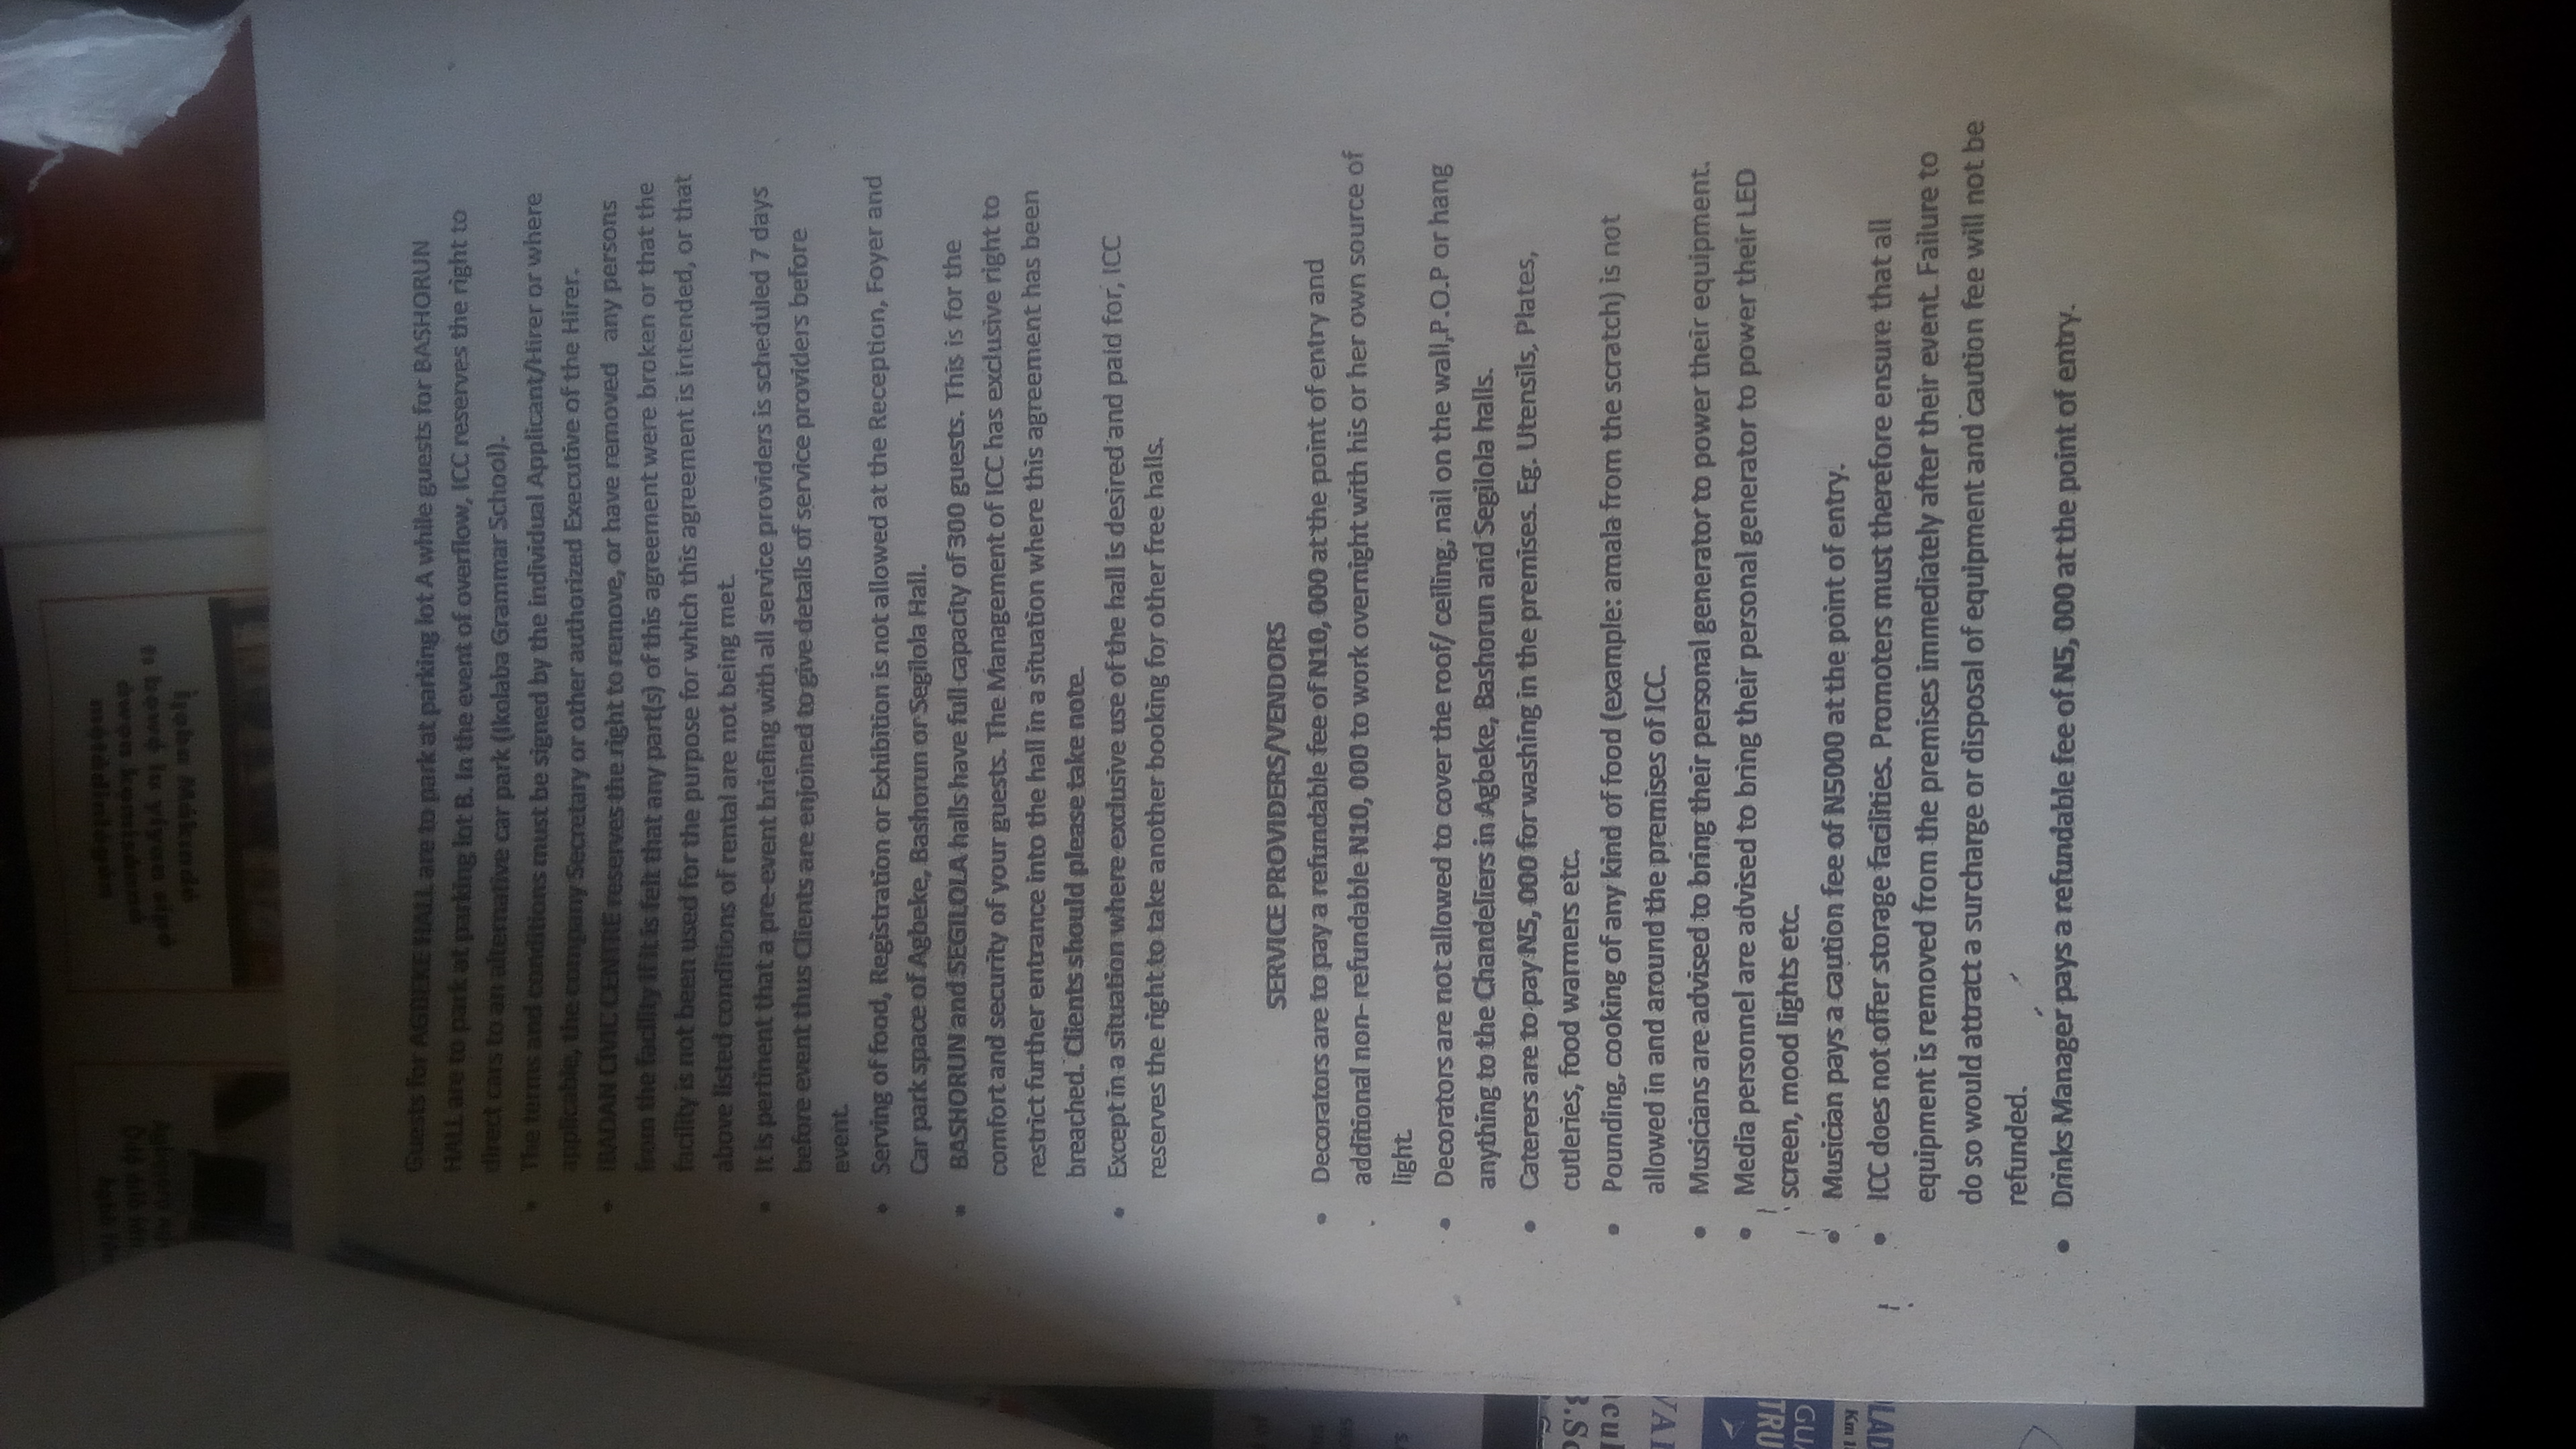 Ijọba Mákindé
ti bọwọ́ lu yíyan
àwọn kọmísánnà
Guests for AGBEKE HALL are to park at parking lot A while guests for BASHORUN
HALL are to park at parking lot B. In the event of overflow, ICC reserves the right to
direct cars to an alternative car park (Ikolaba Grammar School).
• The terms and conditions must be signed by the individual Applicant/Hirer or where
applicable, the company Secretary or other authorized Executive of the Hirer.
• IBADAN CIVIC CENTRE reserves the right to remove, or have removed any persons
from the facility if it is felt that any part(s) of this agreement were broken or that the
facility is not been used for the purpose for which this agreement is intended, or that
above listed conditions of rental are not being met.
• It is pertinent that a pre-event briefing with all service providers is scheduled 7 days
before event thus Clients are enjoined to give details of service providers before
event.
• Serving of food, Registration or Exhibition is not allowed at the Reception, Foyer and
Car park space of Agbeke, Bashorun or Segilola Hall.
• BASHORUN and SEGILOLA halls have full capacity of 300 guests. This is for the
comfort and security of your guests. The Management of ICC has exclusive right to
restrict further entrance into the hall in a situation where this agreement has been
breached. Clients should please take note.
• Except in a situation where exclusive use of the hall is desired and paid for, ICC
reserves the right to take another booking for other free halls.
SERVICE PROVIDERS/VENDORS
• Decorators are to pay a refundable fee of N10, 000 at the point of entry and
additional non- refundable N10, 000 to work overnight with his or her own source of
light.
• Decorators are not allowed to cover the roof/ ceiling, nail on the wall,P.O.P or hang
anything to the Chandeliers in Agbeke, Bashorun and Segilola halls.
• Caterers are to pay N5, 000 for washing in the premises. Eg. Utensils, Plates,
cutleries, food warmers etc.
• Pounding, cooking of any kind of food (example: amala from the scratch) is not
allowed in and around the premises of ICC.
• Musicians are advised to bring their personal generator to power their equipment.
• Media personnel are advised to bring their personal generator to power their LED
screen, mood lights etc.
• Musician pays a caution fee of N5000 at the point of entry.
• ICC does not offer storage facilities. Promoters must therefore ensure that all
equipment is removed from the premises immediately after their event. Failure to
do so would attract a surcharge or disposal of equipment and caution fee will not be
refunded.
• Drinks Manager pays a refundable fee of N5, 000 at the point of entry.